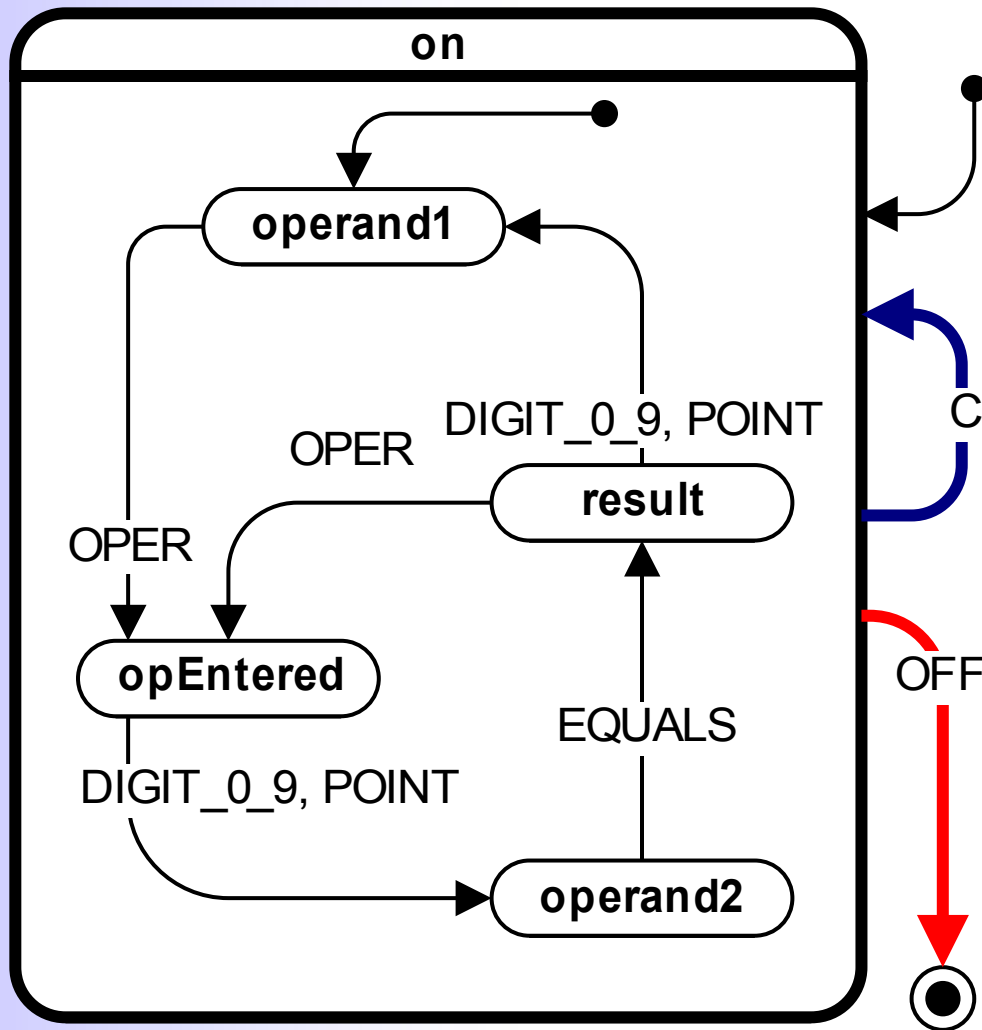 on
operand1
DIGIT_0_9, POINT
C
OPER
result
OPER
opEntered
OFF
EQUALS
DIGIT_0_9, POINT
operand2